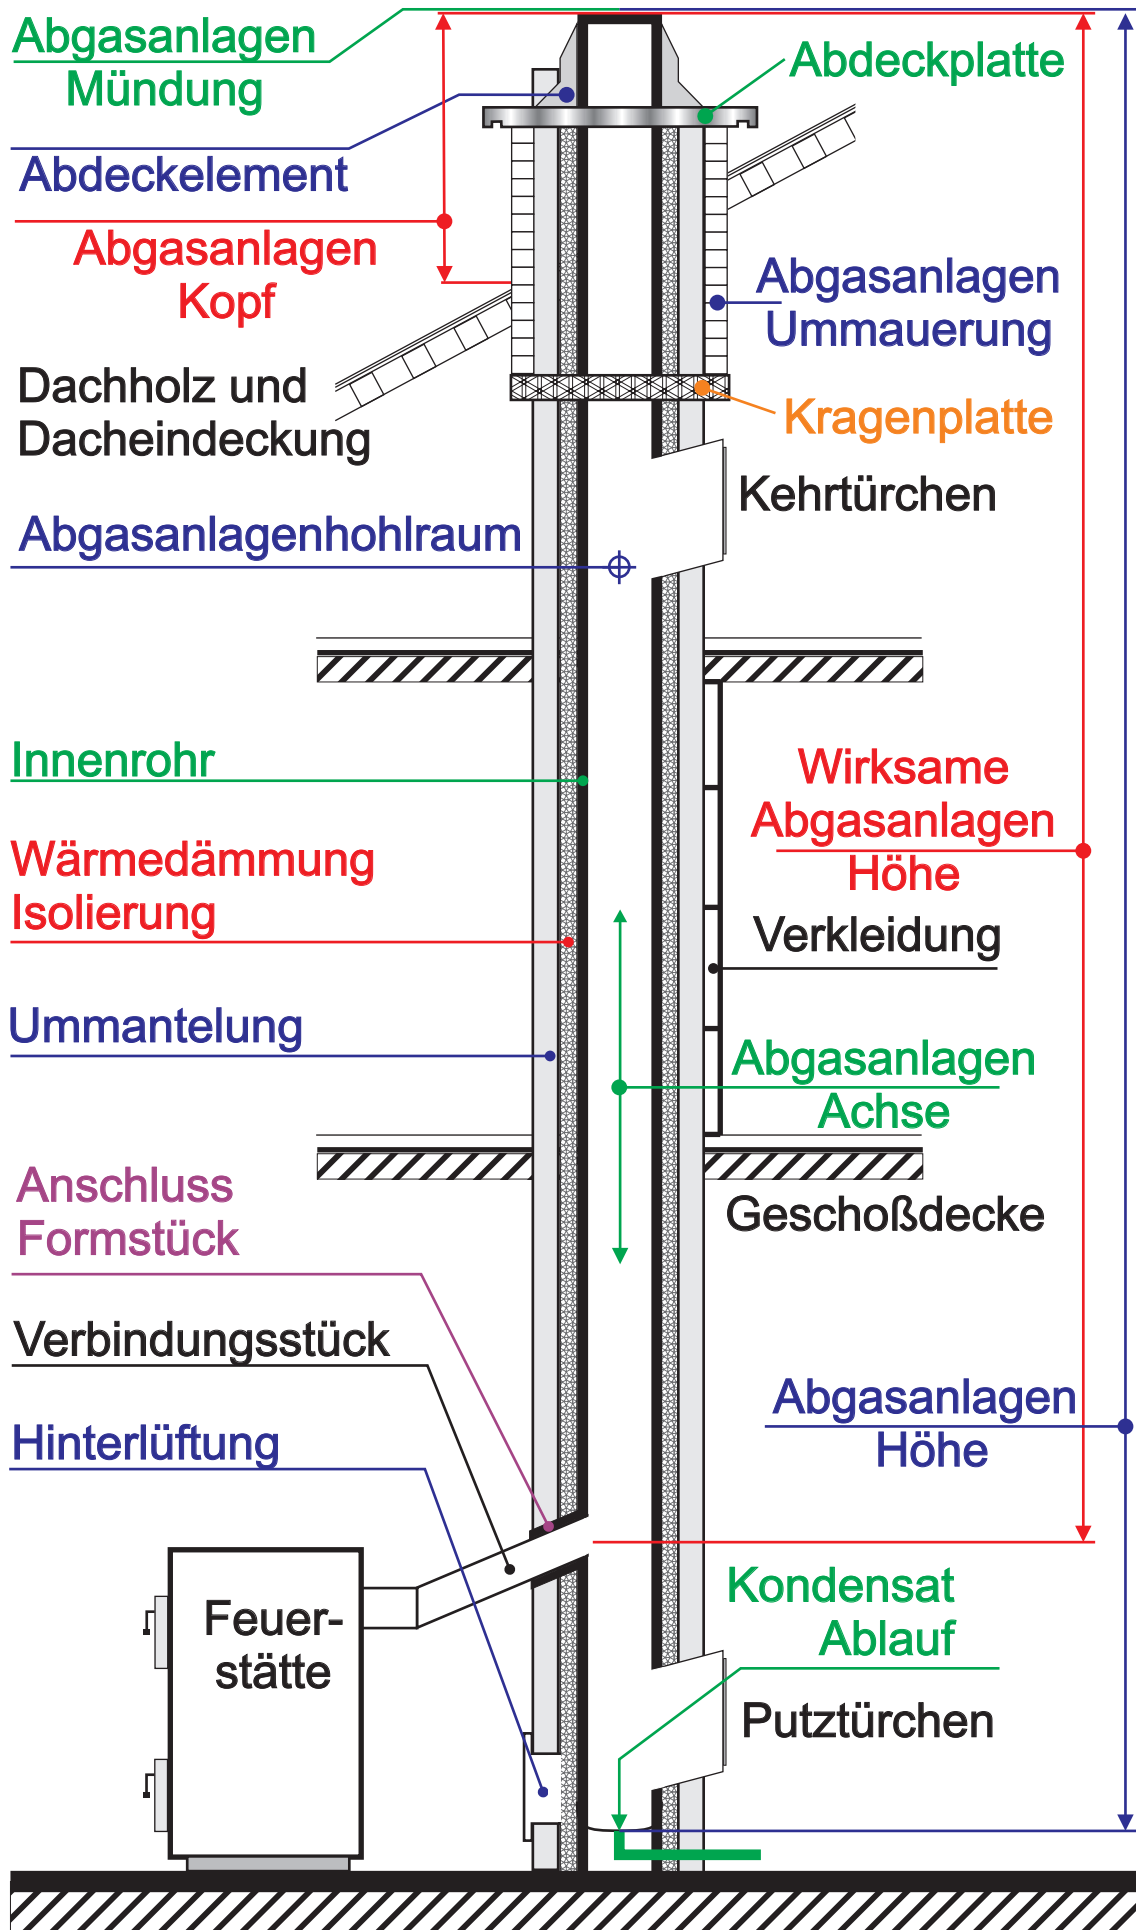 Abgasanlagen
Mündung
Abdeckplatte
Abdeckelement
Abgasanlagen
Kopf
Abgasanlagen
Ummauerung
Dachholz und
Dacheindeckung
Kragenplatte
Kehrtürchen
Abgasanlagenhohlraum
Innenrohr
Wirksame
Abgasanlagen
Höhe
Wärmedämmung
Isolierung
Verkleidung
Ummantelung
Abgasanlagen
Achse
Anschluss
Formstück
Geschoßdecke
Verbindungsstück
Abgasanlagen
Höhe
Hinterlüftung
Kondensat
Ablauf
Feuer-
stätte
Putztürchen